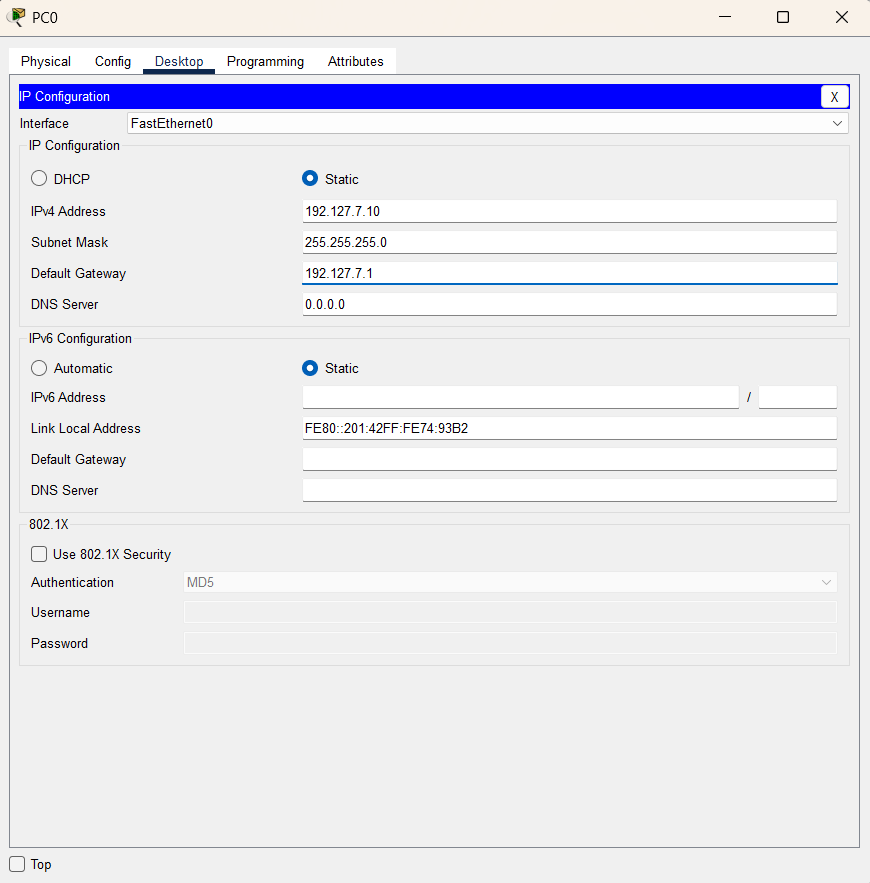 PC0
Physical Config Desktop Programming Attributes
IP Configuration X
Interface FastEthernet0
IP Configuration
DHCP Static
IPv4 Address 192.127.7.10
Subnet Mask 255.255.255.0
Default Gateway 192.127.7.1
DNS Server 0.0.0.0
IPv6 Configuration
Automatic Static
IPv6 Address /
Link Local Address FE80::201:42FF:FE74:93B2
Default Gateway
DNS Server
802.1X
Use 802.1X Security
Authentication MD5
Username
Password
Top